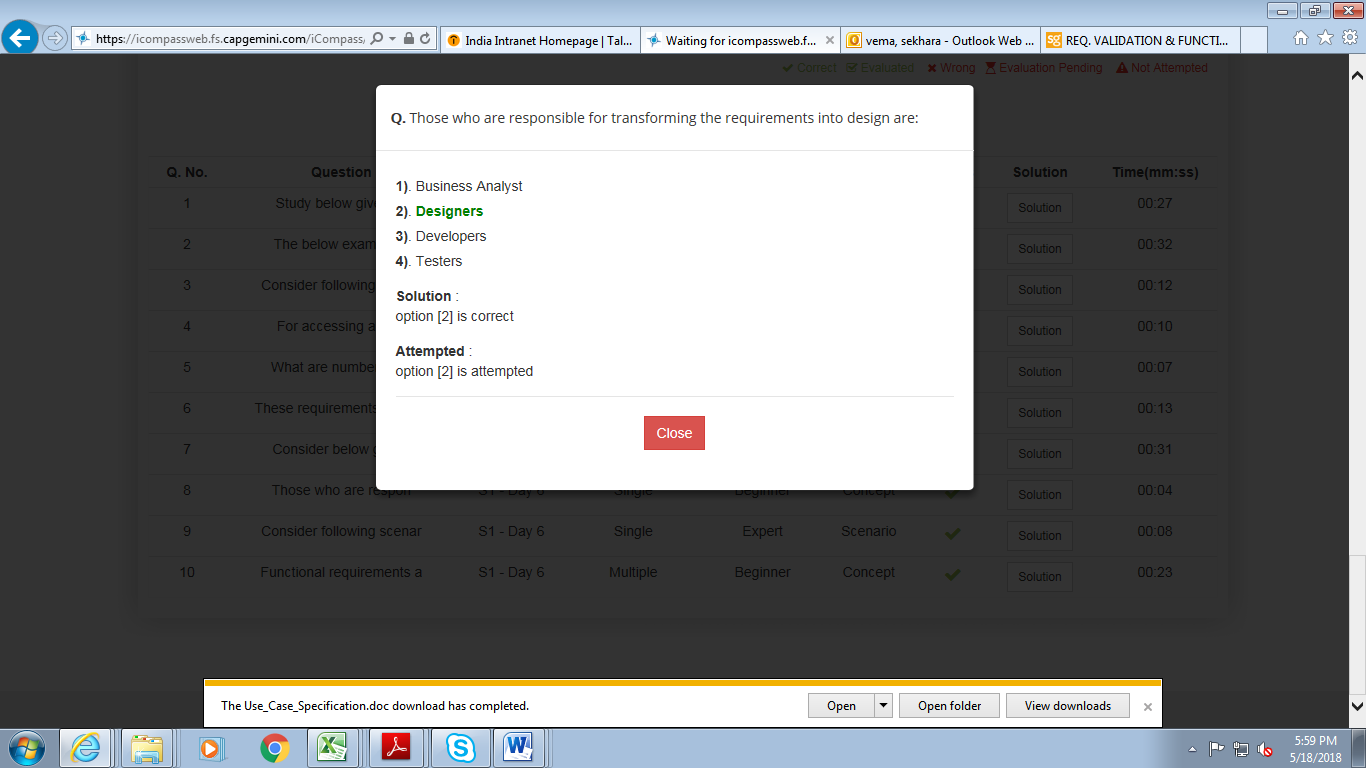 https://icompassweb.fs.capgemini.com/iCompass/
India Intranet Homepage | Tal...
Waiting for icompassweb.f...
vema, sekhara - Outlook Web ...
REQ. VALIDATION & FUNCTI...
Correct Evaluated Wrong Evaluation Pending Not Attempted
Q. Those who are responsible for transforming the requirements into design are:
1). Business Analyst
2). Designers
3). Developers
4). Testers
Solution :
option [2] is correct
Attempted :
option [2] is attempted
Close
Q. No. Question Solution Time(mm:ss)
1 Study below giv Solution 00:27
2 The below exam Solution 00:32
3 Consider following Solution 00:12
4 For accessing a Solution 00:10
5 What are numbe Solution 00:07
6 These requirements Solution 00:13
7 Consider below g Solution 00:31
8 Those who are respon S1 - Day 6 Single Beginner Concept Solution 00:04
9 Consider following scenar S1 - Day 6 Single Expert Scenario Solution 00:08
10 Functional requirements a S1 - Day 6 Multiple Beginner Concept Solution 00:23
The Use_Case_Specification.doc download has completed.
Open Open folder View downloads
5:59 PM
5/18/2018